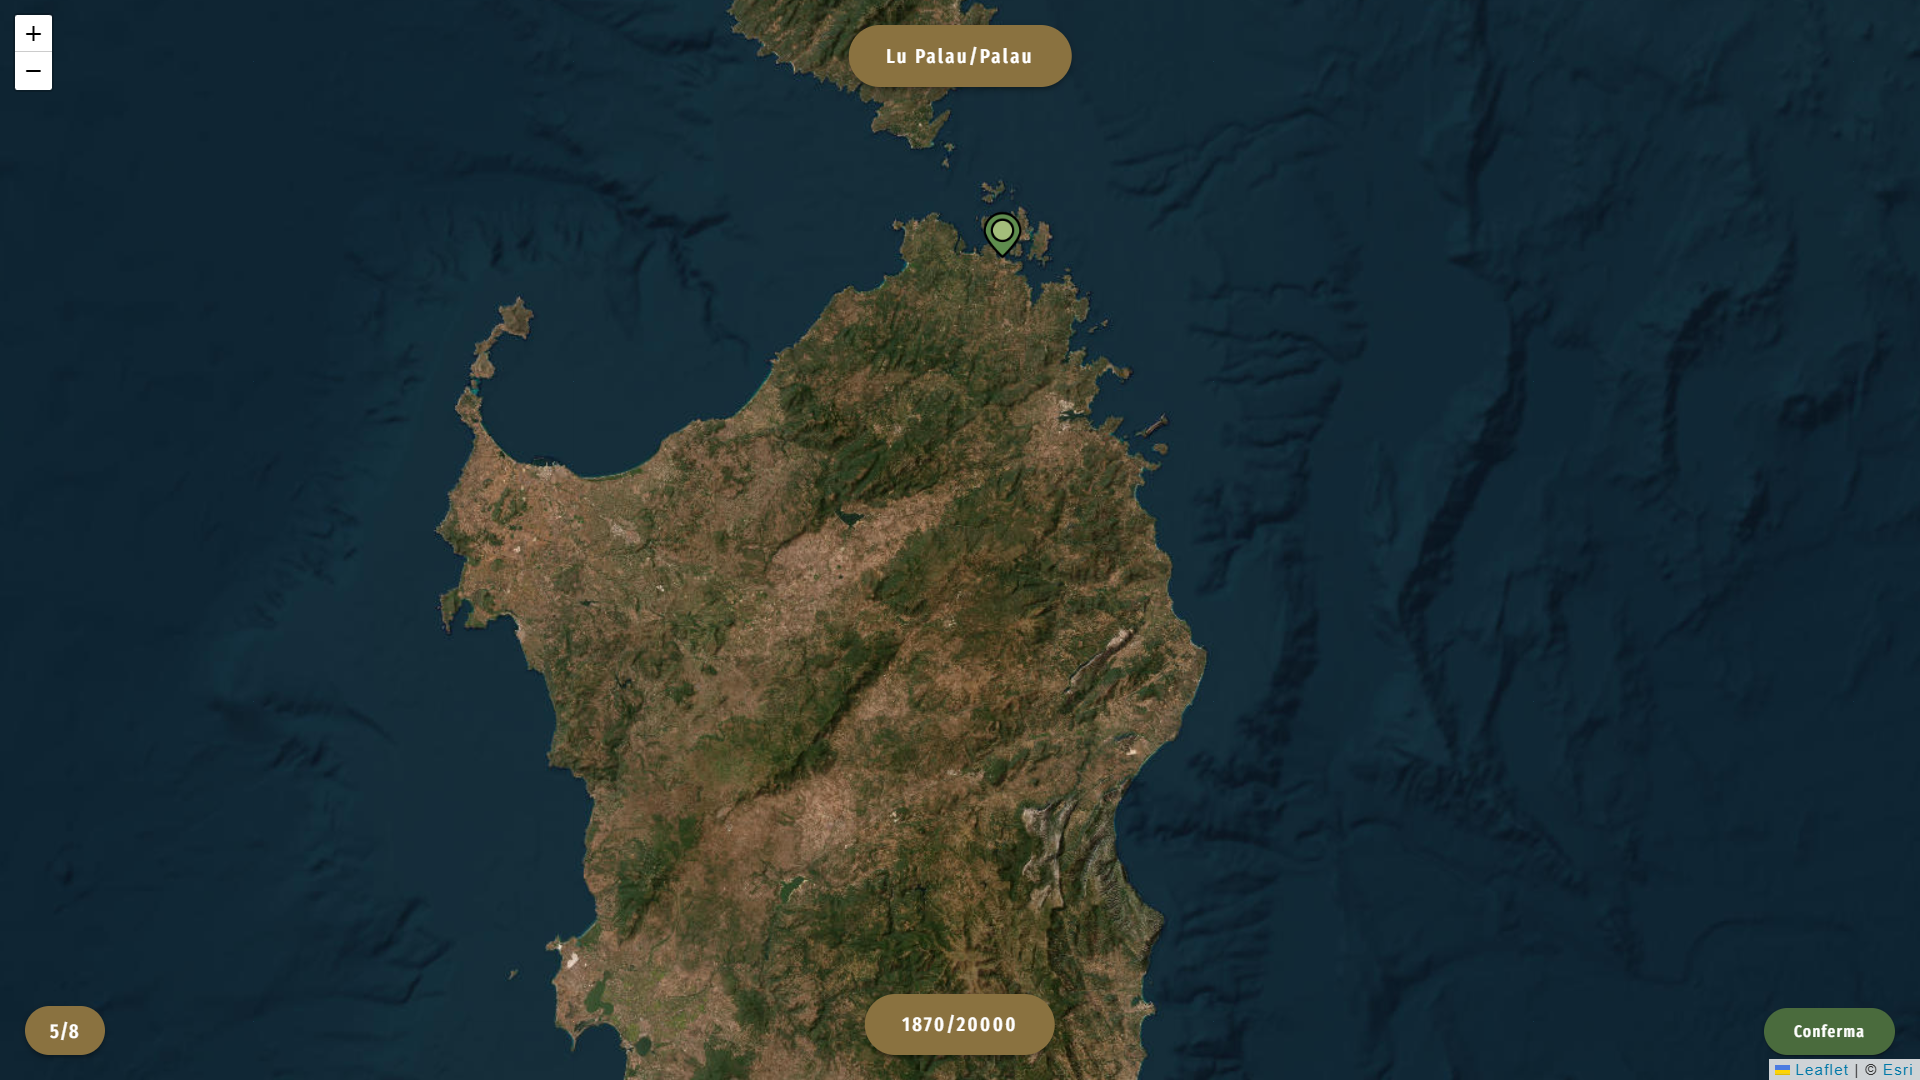 +
Lu Palau/Palau
−
5/8
1870/20000
Conferma
Leaflet | © Esri